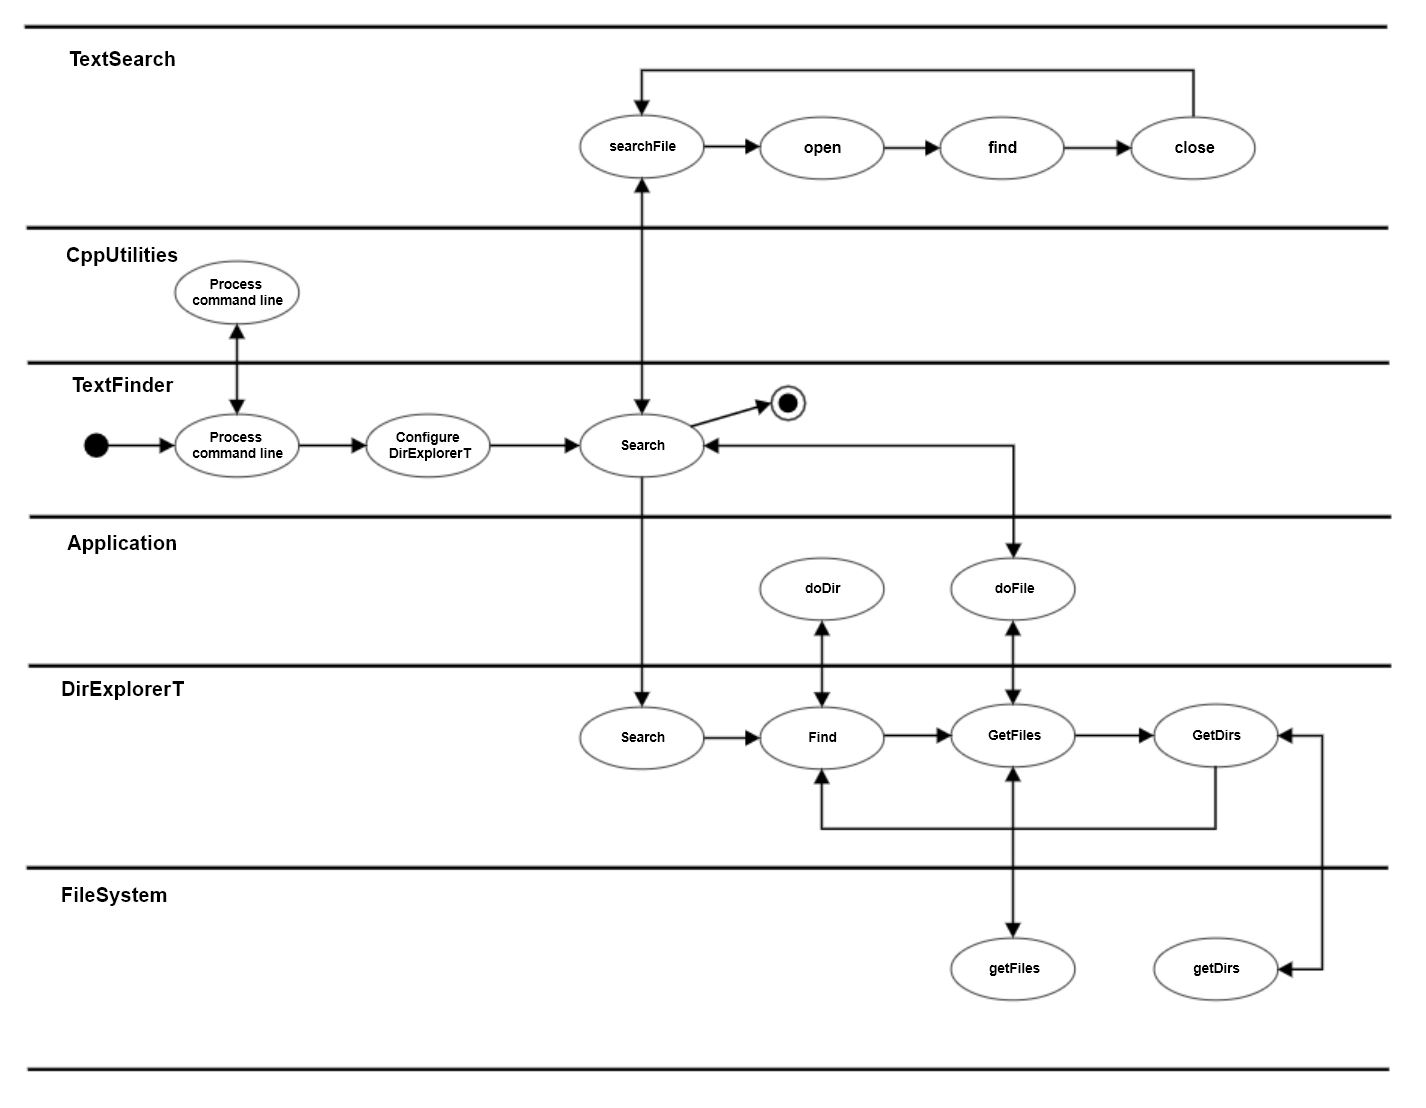 TextSearch
searchFile
open
find
close
CppUtilities
Process
command line
TextFinder
Process
command line
Configure
DirExplorerT
Search
Application
doDir
doFile
DirExplorerT
Search
Find
GetFiles
GetDirs
FileSystem
getFiles
getDirs